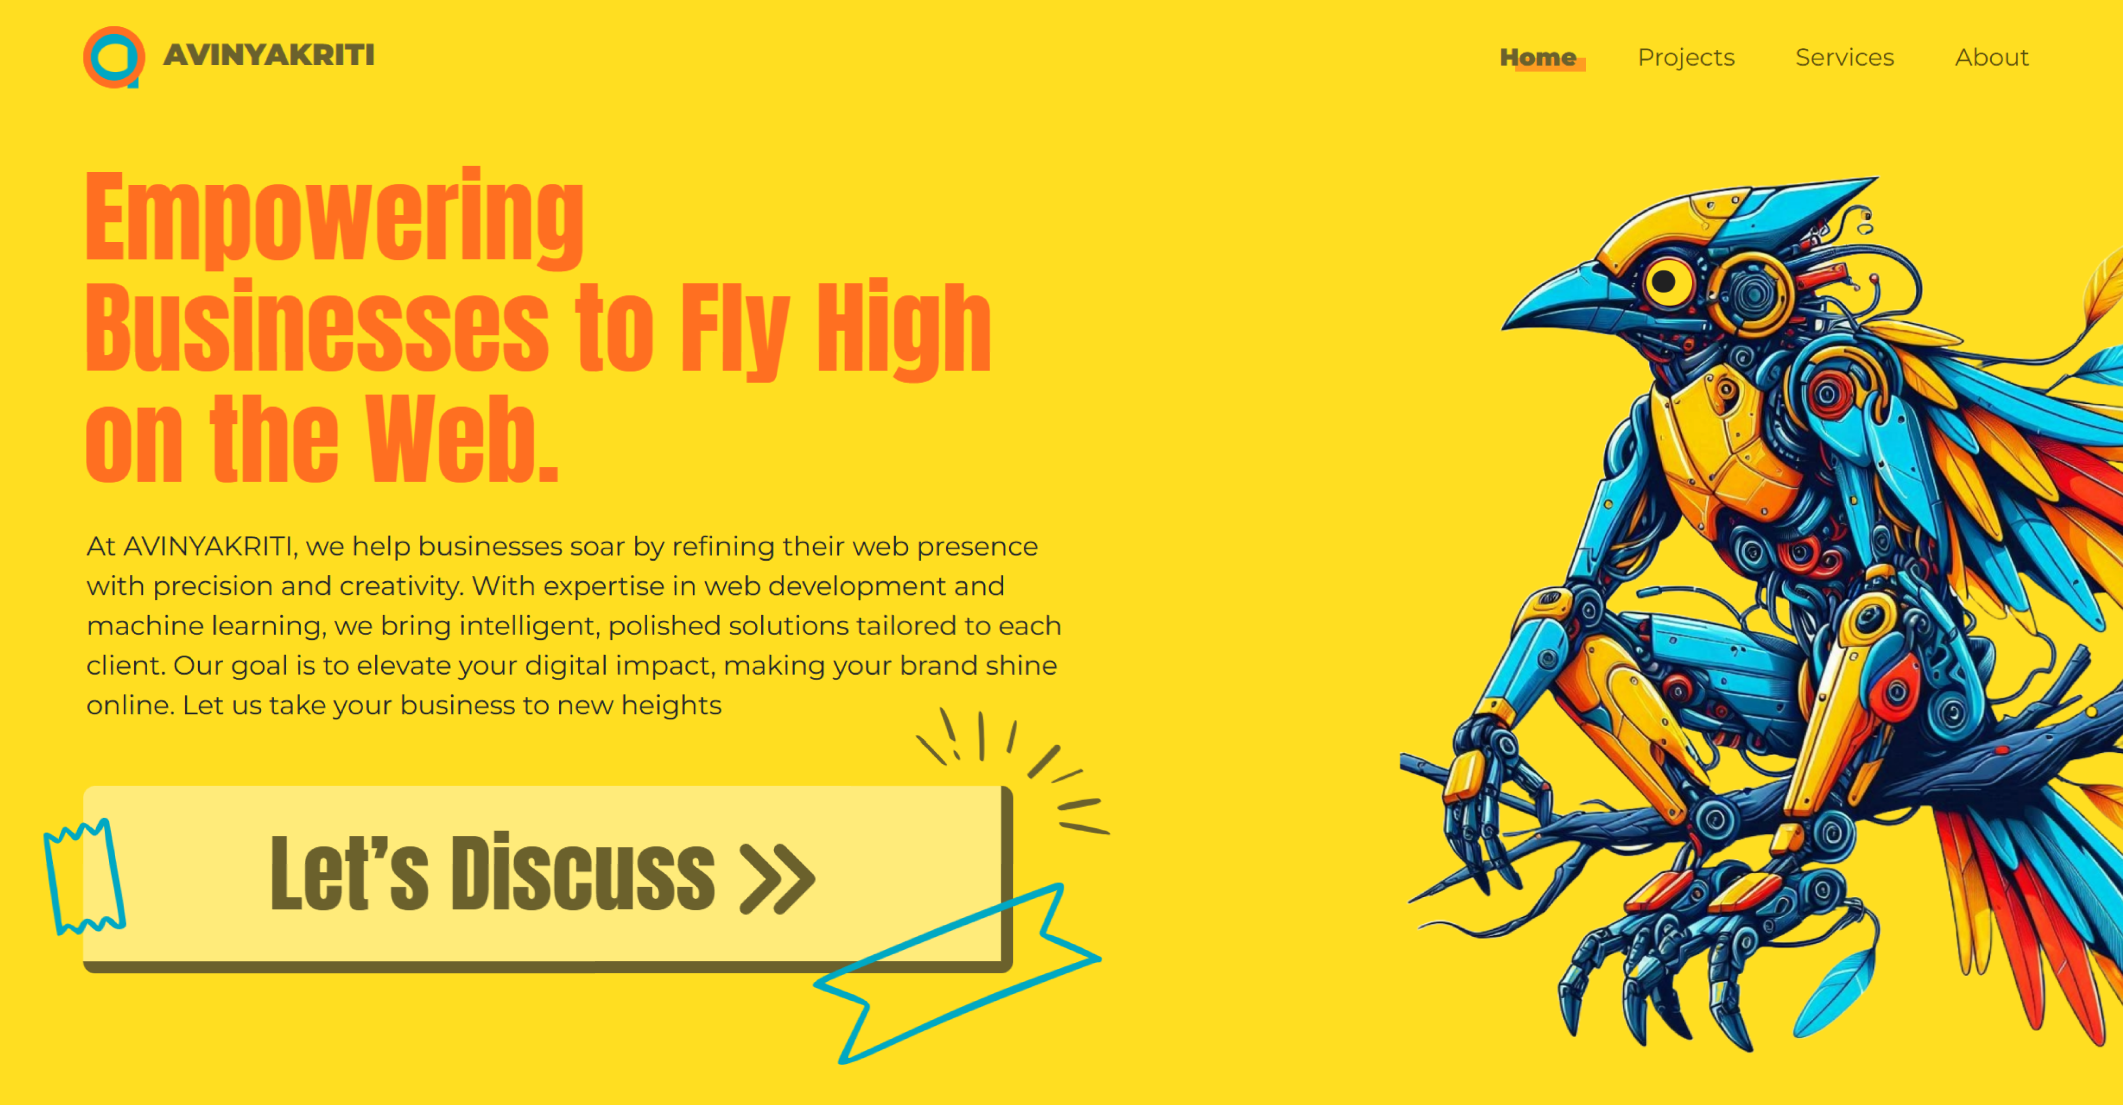 AVINYAKRITI
Home Projects Services About
Empowering
Businesses to Fly High
on the Web.
At AVINYAKRITI, we help businesses soar by refining their web presence
with precision and creativity. With expertise in web development and
machine learning, we bring intelligent, polished solutions tailored to each
client. Our goal is to elevate your digital impact, making your brand shine
online. Let us take your business to new heights
Let’s Discuss